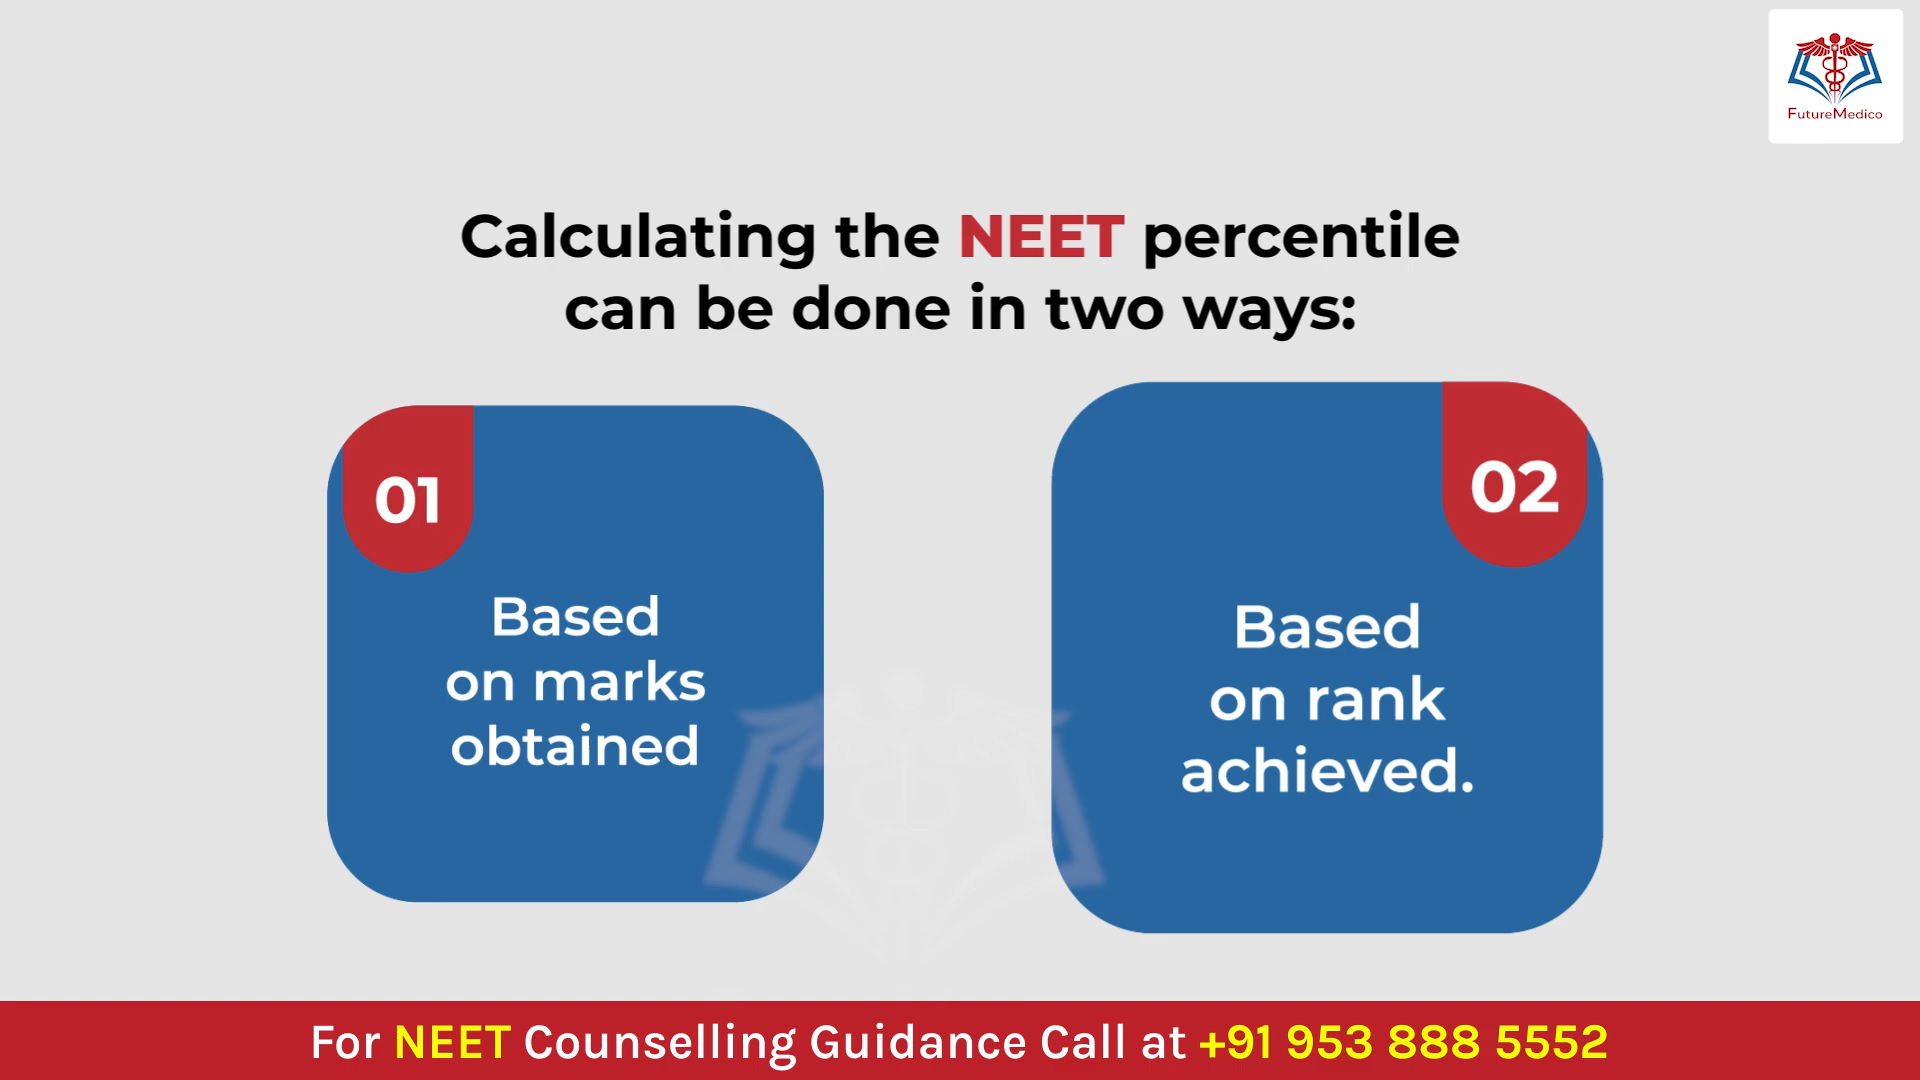 FutureMedico
Calculating the NEET percentile
can be done in two ways:
01
Based
on marks
obtained
02
Based
on rank
achieved.
For NEET Counselling Guidance Call at +91 953 888 5552